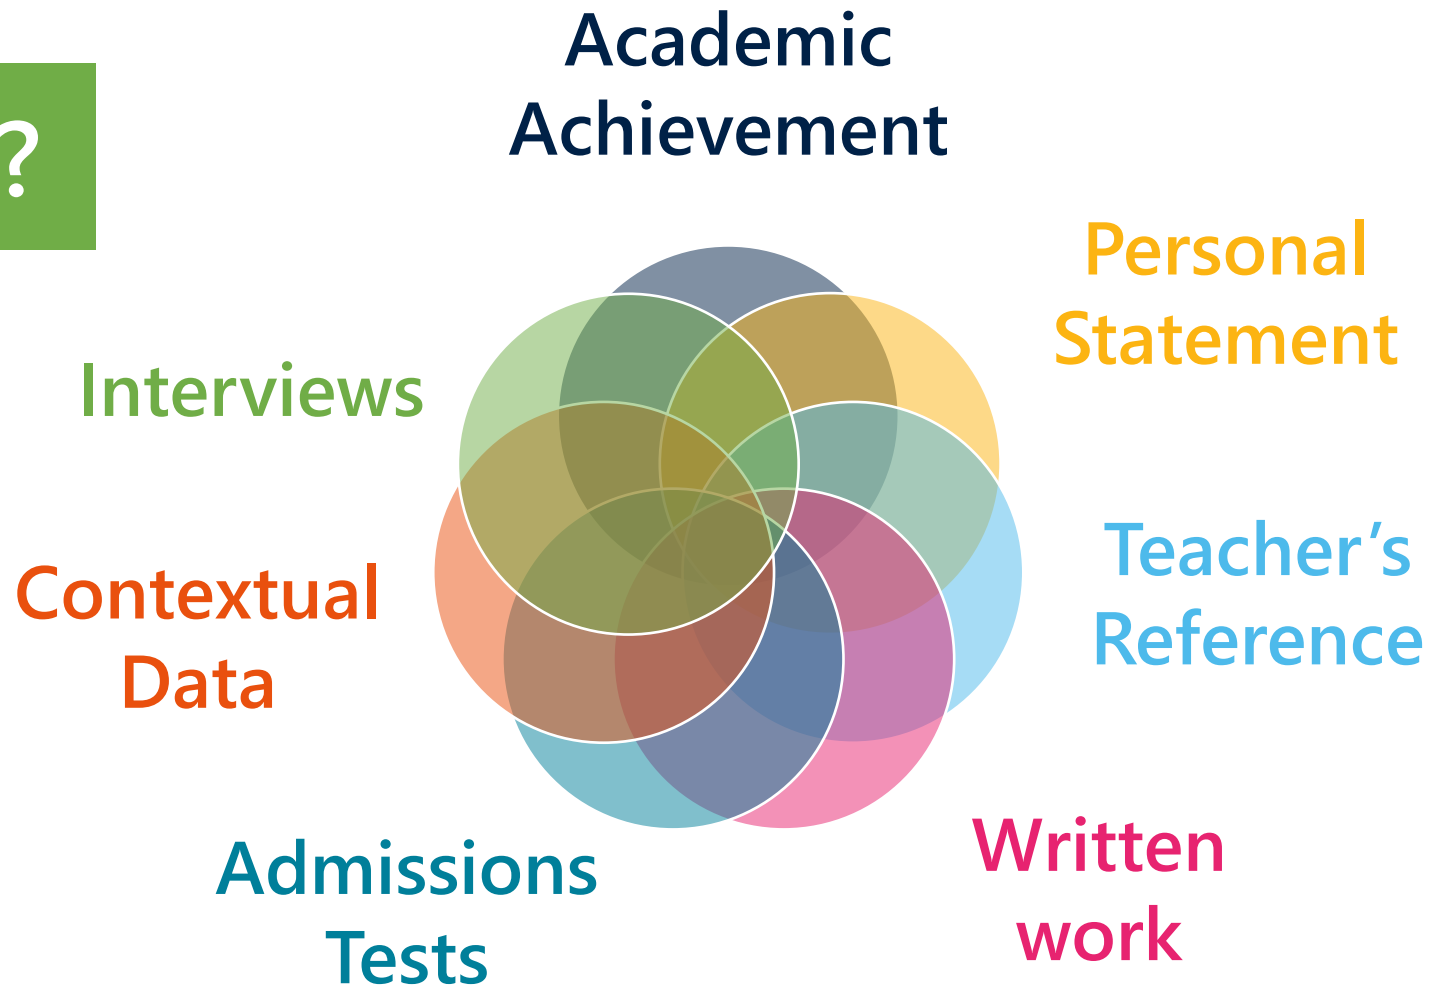 Academic
Achievement
?
Personal
Statement
Interviews
Teacher’s
Reference
Contextual
Data
Written
work
Admissions
Tests